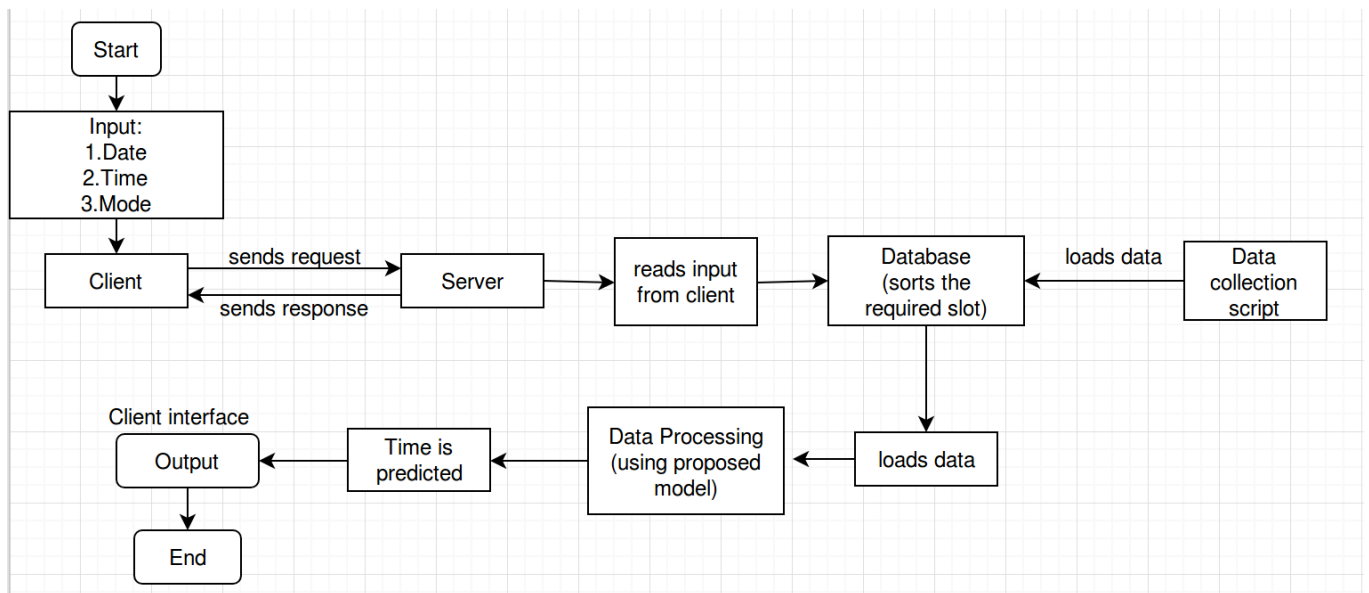 Start
Input:
1.Date
2.Time
3.Mode
Client
sends request
sends response
Server
reads input
from client
Database
(sorts the
required slot)
loads data
Data
collection
script
Client interface
Output
Time is
predicted
Data Processing
(using proposed
model)
loads data
End